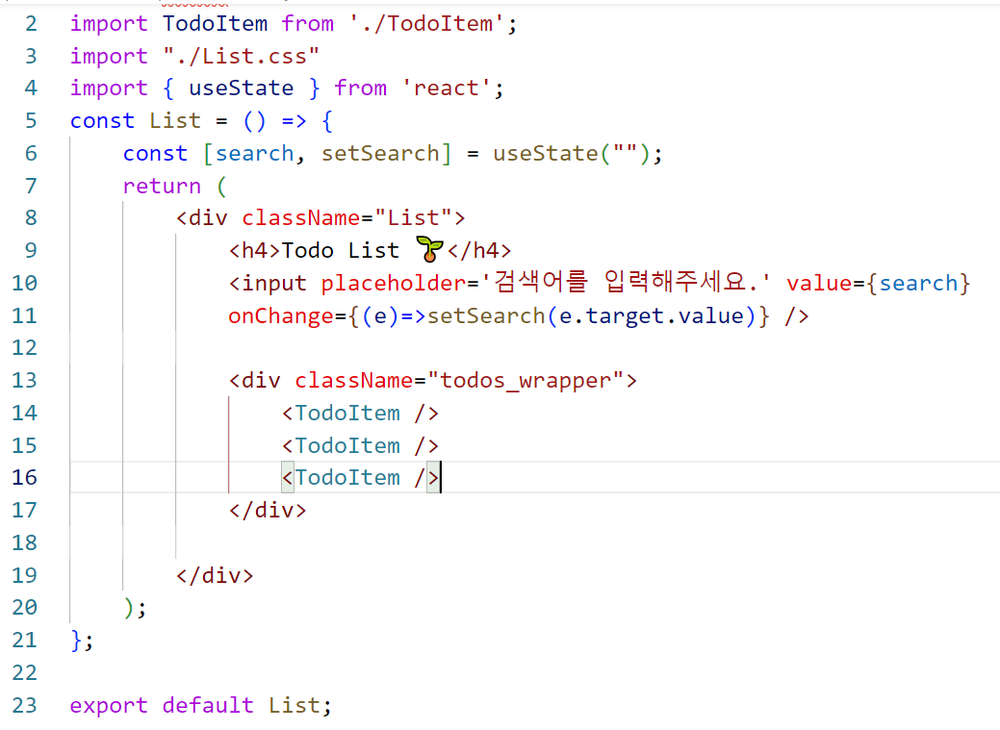 2 import TodoItem from './TodoItem';
3 import "./List.css"
4 import { useState } from 'react';
5 const List = () => {
6 const [search, setSearch] = useState("");
7 return (
8 <div className="List">
9 <h4>Todo List 🌱</h4>
10 <input placeholder='검색어를 입력해주세요.' value={search}
11 onChange={(e)=>setSearch(e.target.value)} />
12
13 <div className="todos_wrapper">
14 <TodoItem />
15 <TodoItem />
16 <TodoItem />
17 </div>
18
19 </div>
20 );
21 };
22
23 export default List;